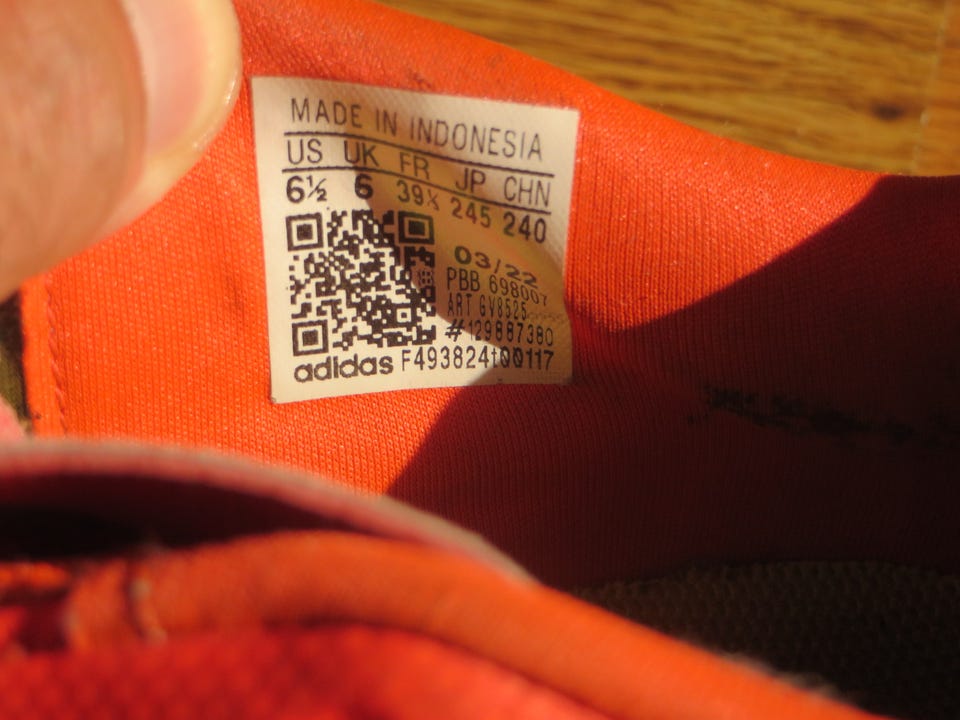 MADE IN INDONESIA
US UK FR JP CHN
6½ 6 39⅓ 245 240
03/22
PBB 698007
ART GV8525
#129887380
adidas F493824t00117